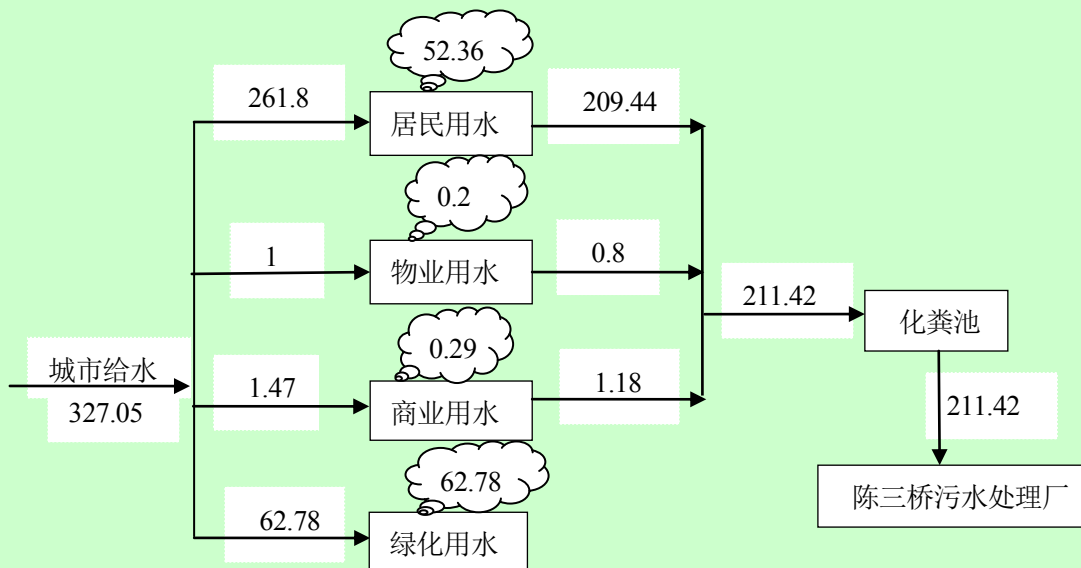 52.36
261.8
居民用水
209.44
0.2
1
物业用水
0.8
211.42
化粪池
0.29
城市给水
327.05
1.47
商业用水
1.18
211.42
62.78
62.78
绿化用水
陈三桥污水处理厂